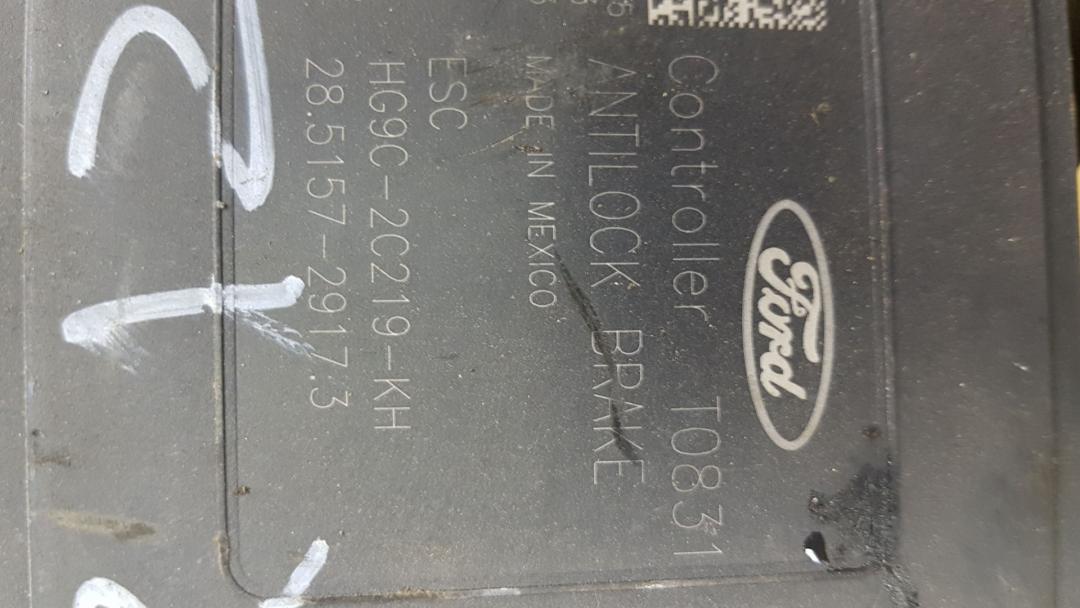 Ford
Controller T0831
ANTILOCK BRAKE
MADE IN MEXICO
ESC
HG9C-2C219-KH
28.5157-2917.3